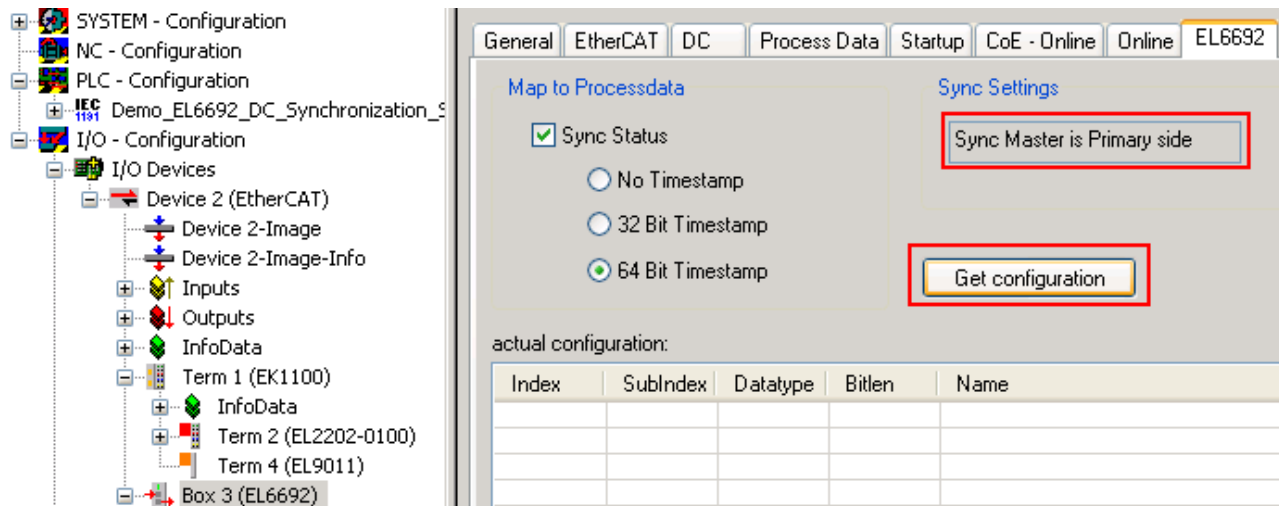 SYSTEM - Configuration
NC - Configuration
PLC - Configuration
IEC 1131 Demo_EL6692_DC_Synchronization_S
I/O - Configuration
I/O Devices
Device 2 (EtherCAT)
Device 2-Image
Device 2-Image-Info
Inputs
Outputs
InfoData
Term 1 (EK1100)
InfoData
Term 2 (EL2202-0100)
Term 4 (EL9011)
Box 3 (EL6692)
General EtherCAT DC Process Data Startup CoE - Online Online EL6692
Map to Processdata
Sync Status
No Timestamp
32 Bit Timestamp
64 Bit Timestamp
Sync Settings
Sync Master is Primary side
Get configuration
actual configuration:
Index SubIndex Datatype Bitlen Name